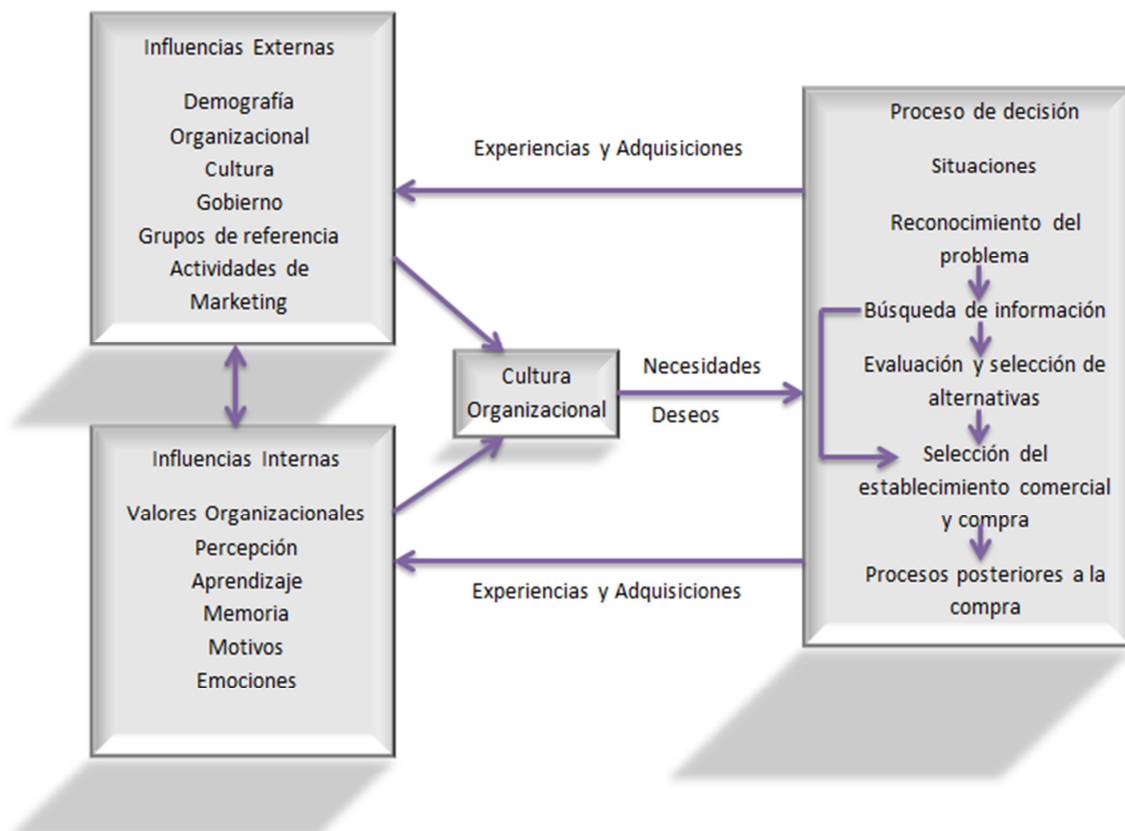 Influencias Externas
Demografía
Organizacional
Cultura
Gobierno
Grupos de referencia
Actividades de
Marketing
Influencias Internas
Valores Organizacionales
Percepción
Aprendizaje
Memoria
Motivos
Emociones
Experiencias y Adquisiciones
Cultura
Organizacional
Necesidades
Deseos
Experiencias y Adquisiciones
Proceso de decisión
Situaciones
Reconocimiento del
problema
Búsqueda de información
Evaluación y selección de
alternativas
Selección del
establecimiento comercial
y compra
Procesos posteriores a la
compra